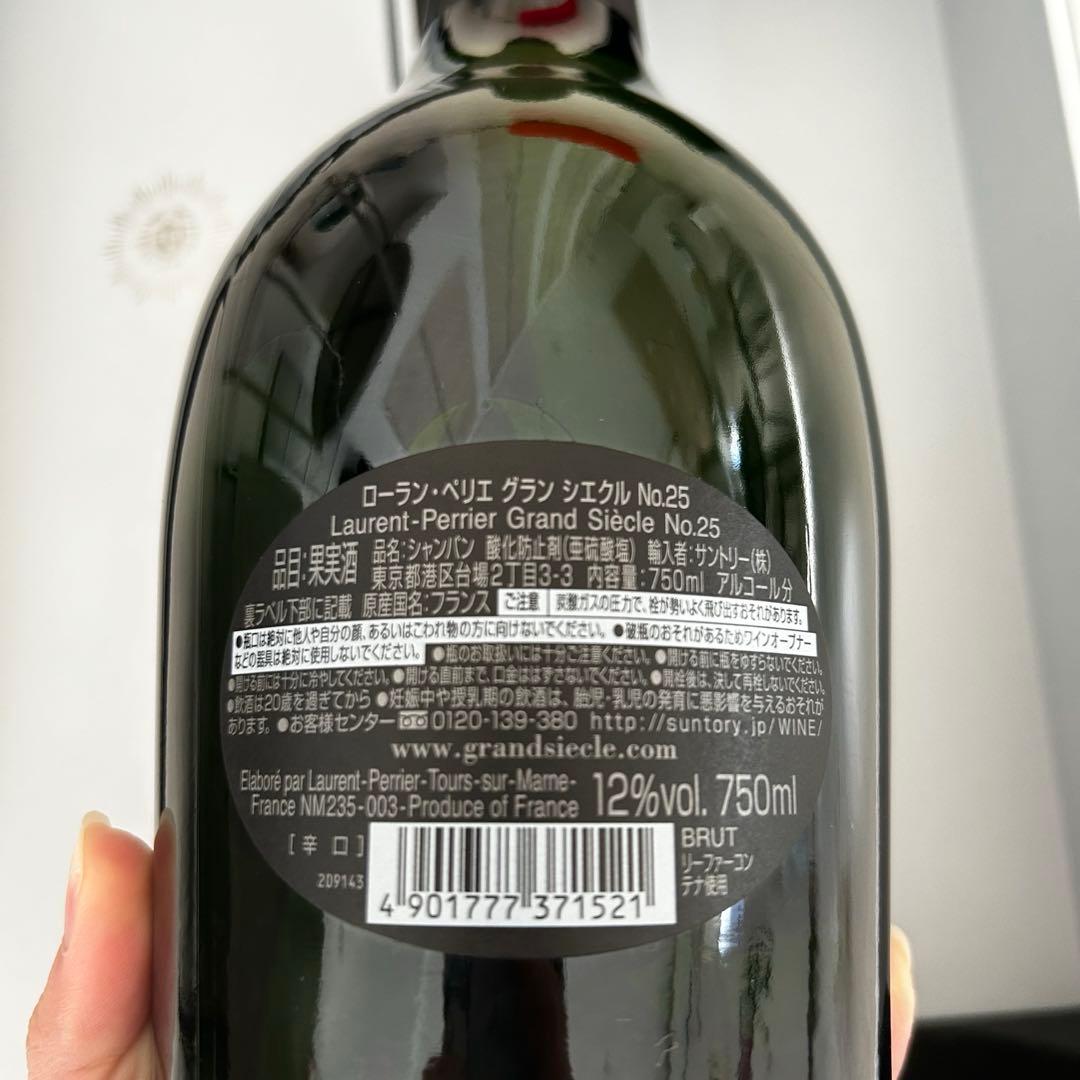 ローラン・ペリエ グラン シエクル No.25
Laurent-Perrier Grand Siècle No.25
品目:果実酒 品名:シャンパン 酸化防止剤(亜硫酸塩) 輸入者:サントリー(株)
東京都港区台場2丁目3-3 内容量:750ml アルコール分
裏ラベル下部に記載 原産国名:フランス ご注意 炭酸ガスの圧力で、栓が勢いよく飛び出すおそれがあります。
●瓶口は絶対に他人や自分の顔、あるいはこわれ物の方に向けないでください。●破瓶のおそれがあるためワインオープナー
などの器具は絶対に使用しないでください。●瓶のお取扱いには十分ご注意ください。●開ける前に瓶をゆすらないでください。
●開ける前には十分に冷やしてください。●開ける直前まで、口金ははずさないでください。●開栓後は、決して再栓しないでください。
●飲酒は20歳を過ぎてから ●妊娠中や授乳期の飲酒は、胎児・乳児の発育に悪影響を与えるおそれが
あります。●お客様センター 0120-139-380 http://suntory.jp/WINE/
www.grandsiecle.com
Elaboré par Laurent-Perrier-Tours-sur-Marne-
France NM235-003-Produce of France 12%vol. 750ml
[辛 口] BRUT
リーファーコン
テナ使用
209143
4 901777 371521